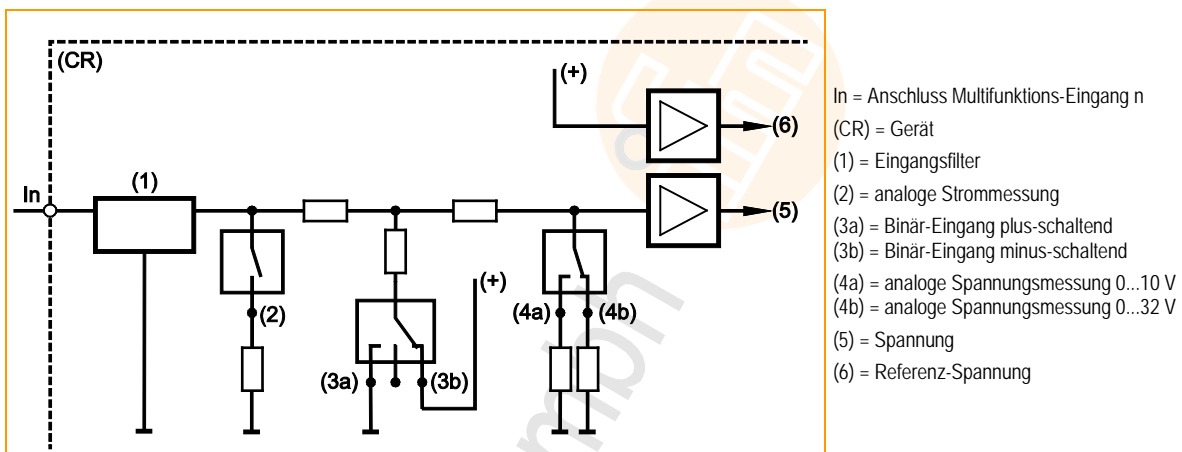 (CR)
(+)
(6)
In
(1)
(5)
(2)
(+)
(4a)
(4b)
(3a)
(3b)
In = Anschluss Multifunktions-Eingang n
(CR) = Gerät
(1) = Eingangsfilter
(2) = analoge Strommessung
(3a) = Binär-Eingang plus-schaltend
(3b) = Binär-Eingang minus-schaltend
(4a) = analoge Spannungsmessung 0...10 V
(4b) = analoge Spannungsmessung 0...32 V
(5) = Spannung
(6) = Referenz-Spannung
mbh